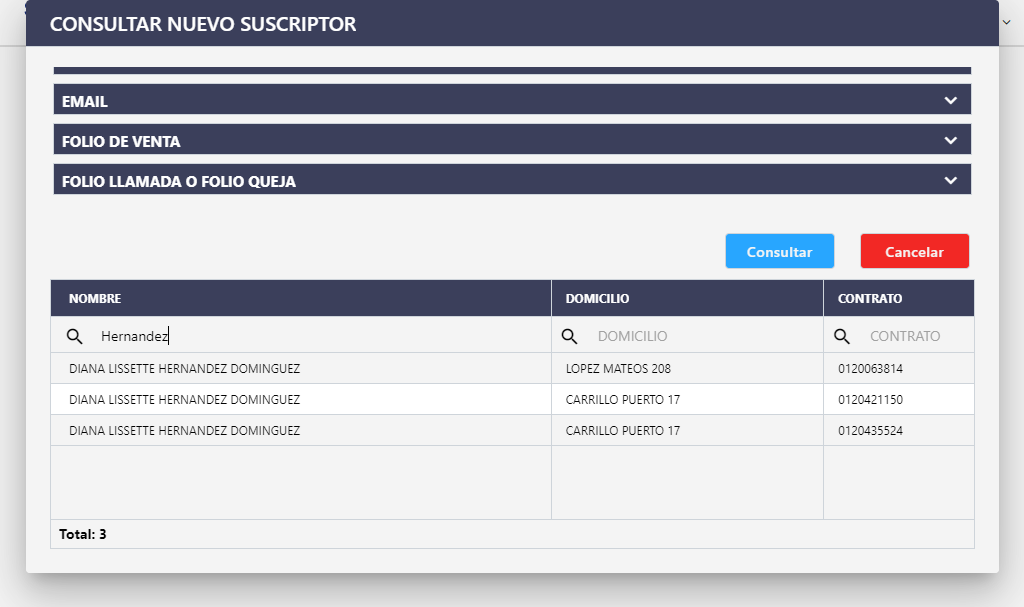 CONSULTAR NUEVO SUSCRIPTOR
EMAIL
FOLIO DE VENTA
FOLIO LLAMADA O FOLIO QUEJA
Consultar Cancelar
NOMBRE DOMICILIO CONTRATO
Hernandez DOMICILIO CONTRATO
DIANA LISSETTE HERNANDEZ DOMINGUEZ LOPEZ MATEOS 208 0120063814
DIANA LISSETTE HERNANDEZ DOMINGUEZ CARRILLO PUERTO 17 0120421150
DIANA LISSETTE HERNANDEZ DOMINGUEZ CARRILLO PUERTO 17 0120435524
Total: 3